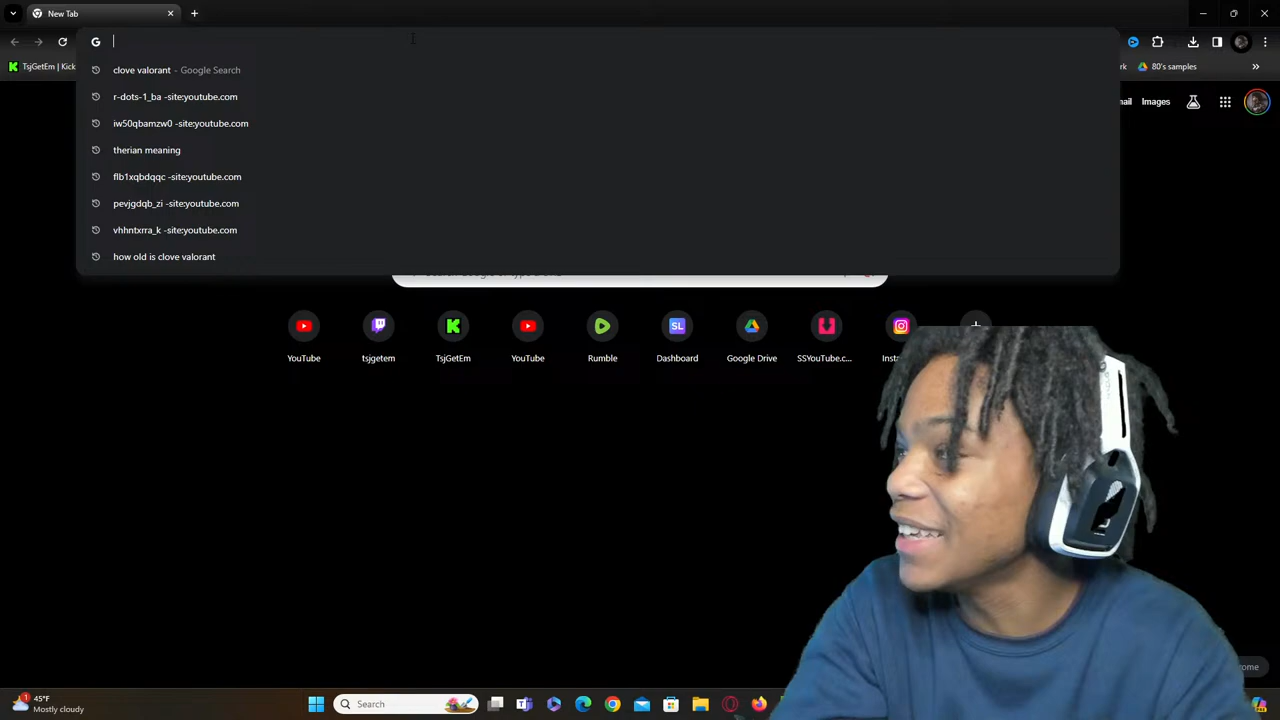 New Tab
clove valorant - Google Search
r-dots-1_ba -site:youtube.com
iw50qbamzw0 -site:youtube.com
therian meaning
flb1xqbdqqc -site:youtube.com
pevjgdqb_zi -site:youtube.com
vhhntxrra_k -site:youtube.com
how old is clove valorant
TsjGetEm | Kick
80's samples
Images
YouTube
tsjgetem
TsjGetEm
YouTube
Rumble
Dashboard
Google Drive
SSYouTube.c...
SL
45°F
Mostly cloudy
1
Search